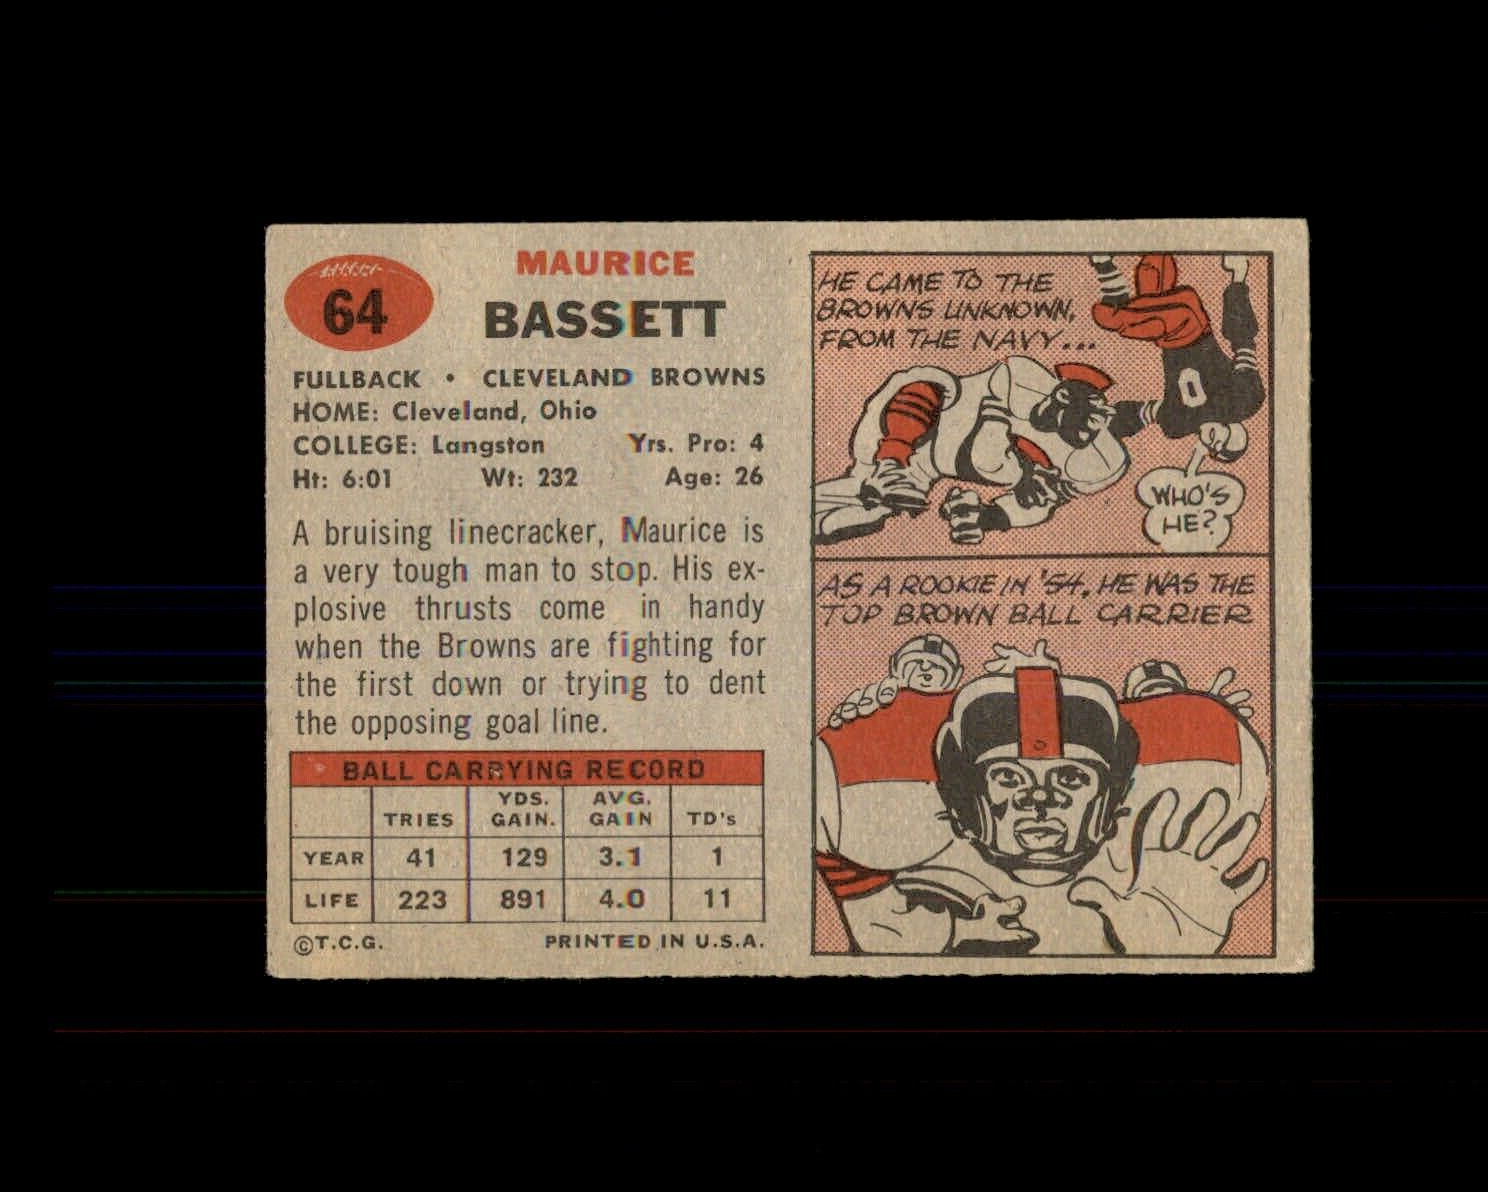 64
MAURICE
BASSETT
FULLBACK • CLEVELAND BROWNS
HOME: Cleveland, Ohio
COLLEGE: Langston Yrs. Pro: 4
Ht: 6:01 Wt: 232 Age: 26
A bruising linecracker, Maurice is
a very tough man to stop. His ex-
plosive thrusts come in handy
when the Browns are fighting for
the first down or trying to dent
the opposing goal line.
BALL CARRYING RECORD
TRIES YDS. GAIN. AVG. GAIN TD's
YEAR 41 129 3.1 1
LIFE 223 891 4.0 11
©T.C.G. PRINTED IN U.S.A.
HE CAME TO THE
BROWNS UNKNOWN,
FROM THE NAVY...
0
WHO'S
HE?
AS A ROOKIE IN '54, HE WAS THE
TOP BROWN BALL CARRIER